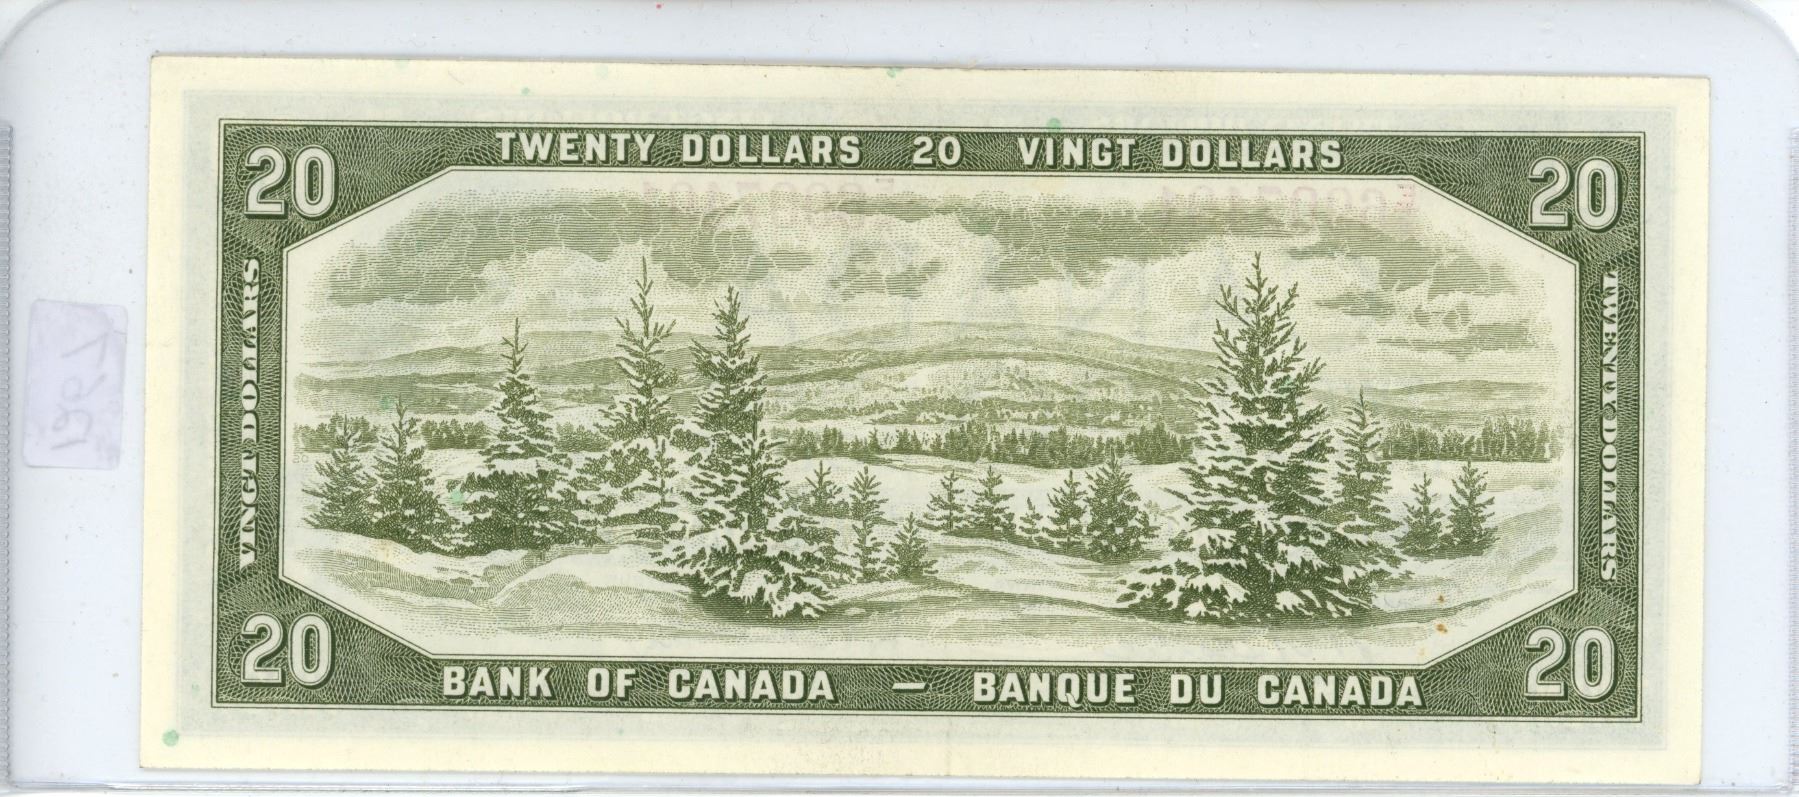 TWENTY DOLLARS 20 VINGT DOLLARS
20
20
VINGT DOLLARS
TWENTY DOLLARS
20
20
BANK OF CANADA — BANQUE DU CANADA